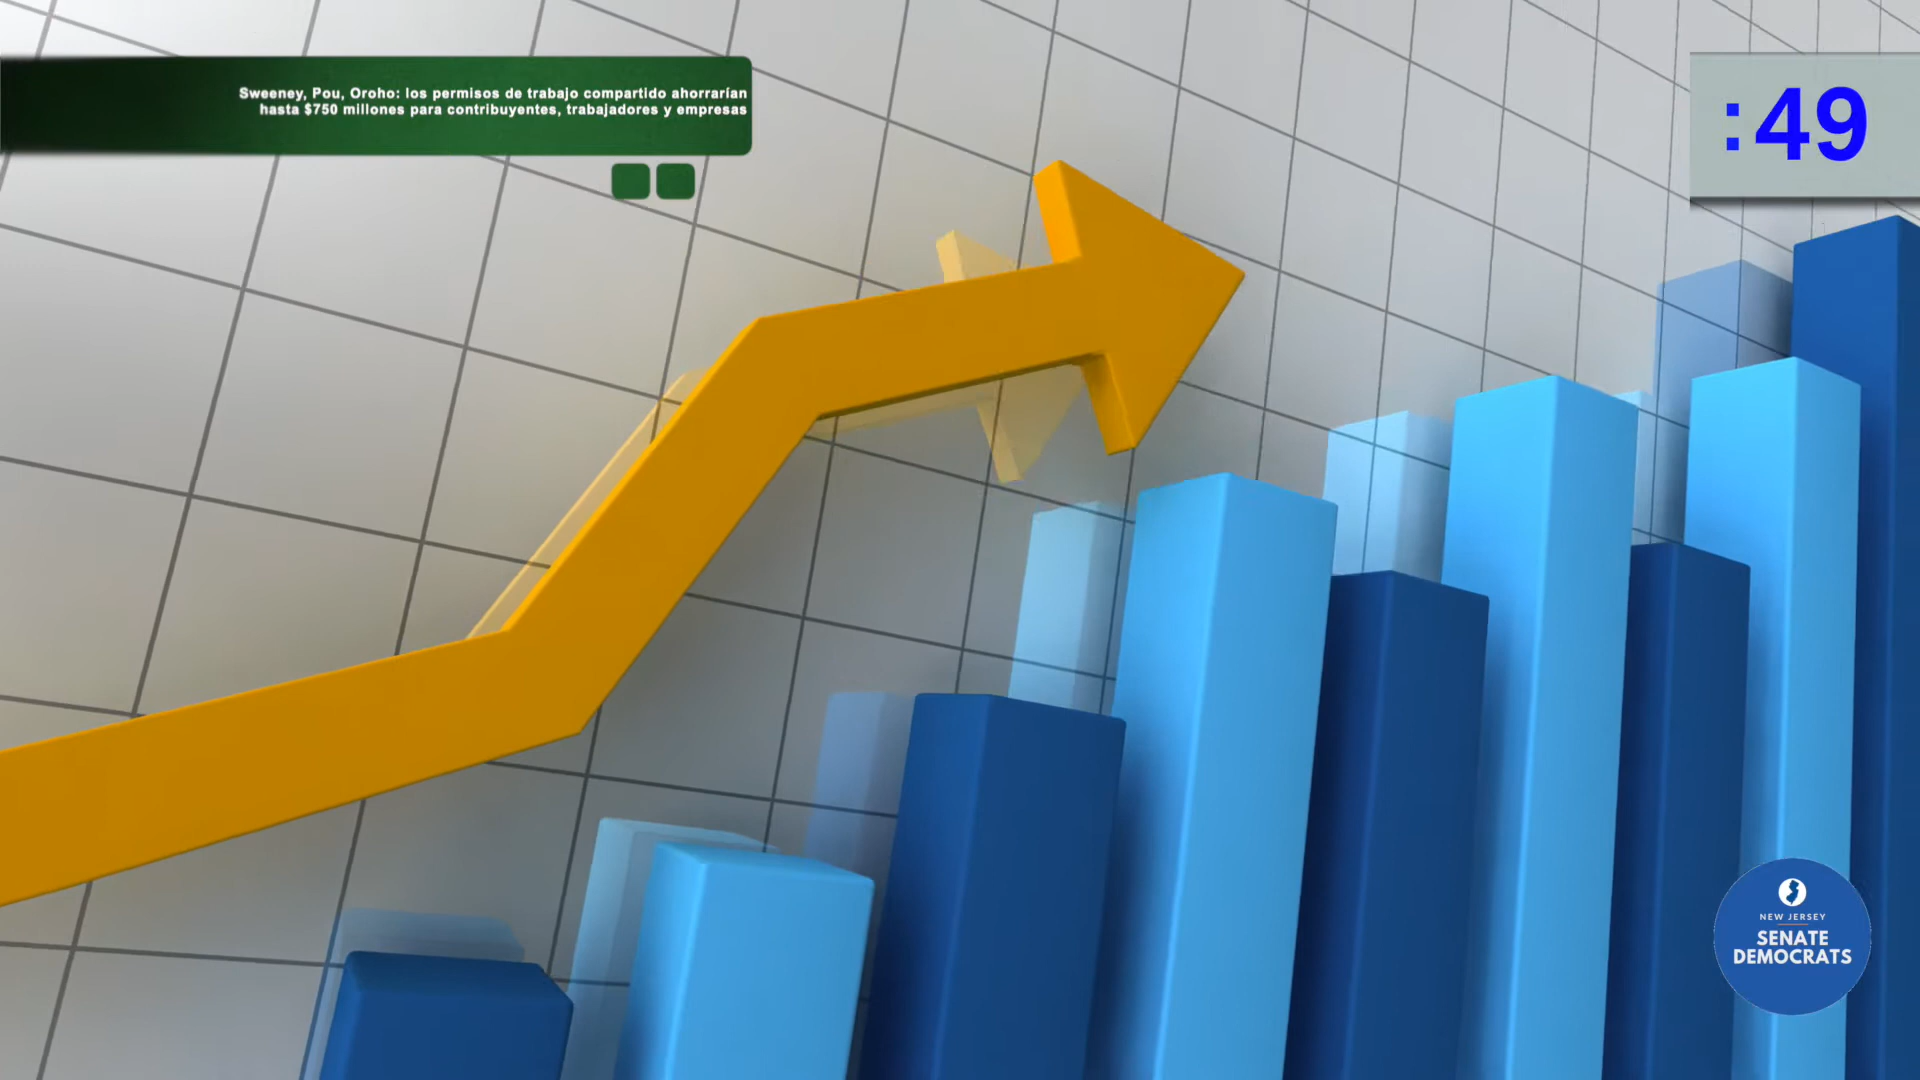 Sweeney, Pou, Oroho: los permisos de trabajo compartido ahorrarían
hasta $750 millones para contribuyentes, trabajadores y empresas
:49
NEW JERSEY
SENATE
DEMOCRATS